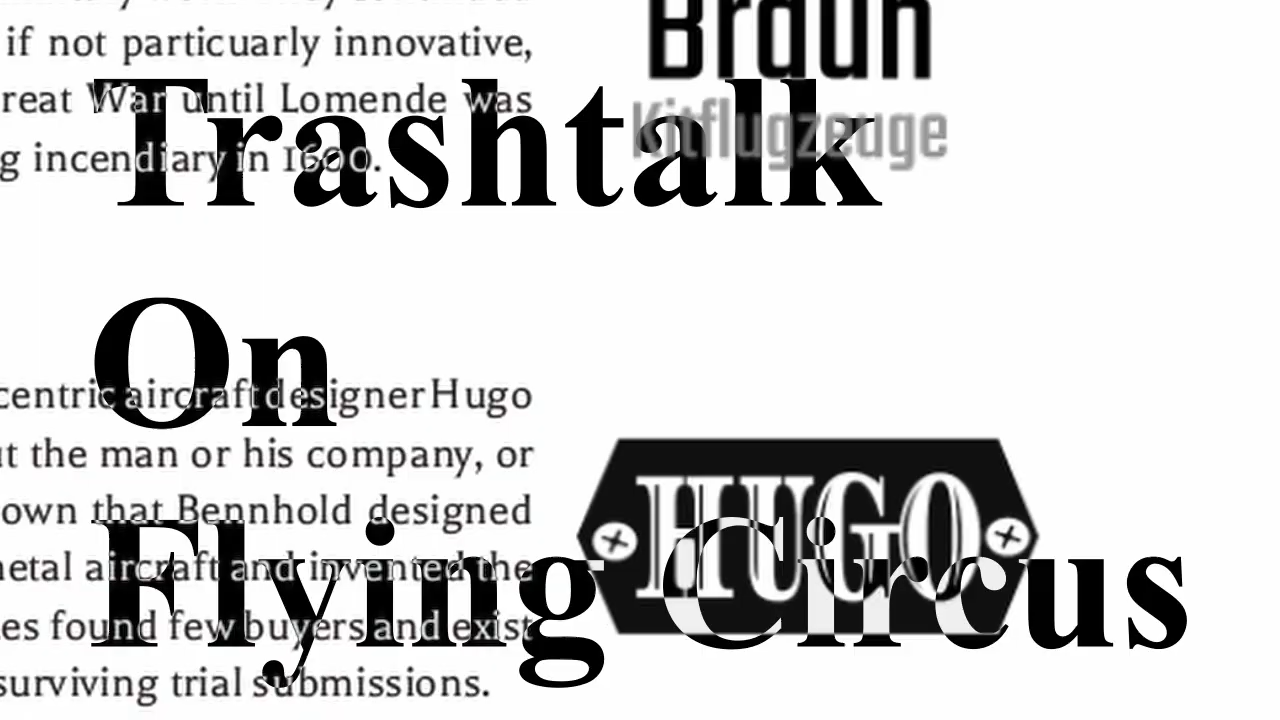 if not particuarly innovative,
reat War until Lomende was
g incendiary in 1600.
Braun
Kitflugzeuge
Trashtalk
On
Flying Circus
centric aircraft designer Hugo
ut the man or his company, or
own that Bennhold designed
netal aircraft and invented the
es found few buyers and exist
surviving trial submissions.
HUGO